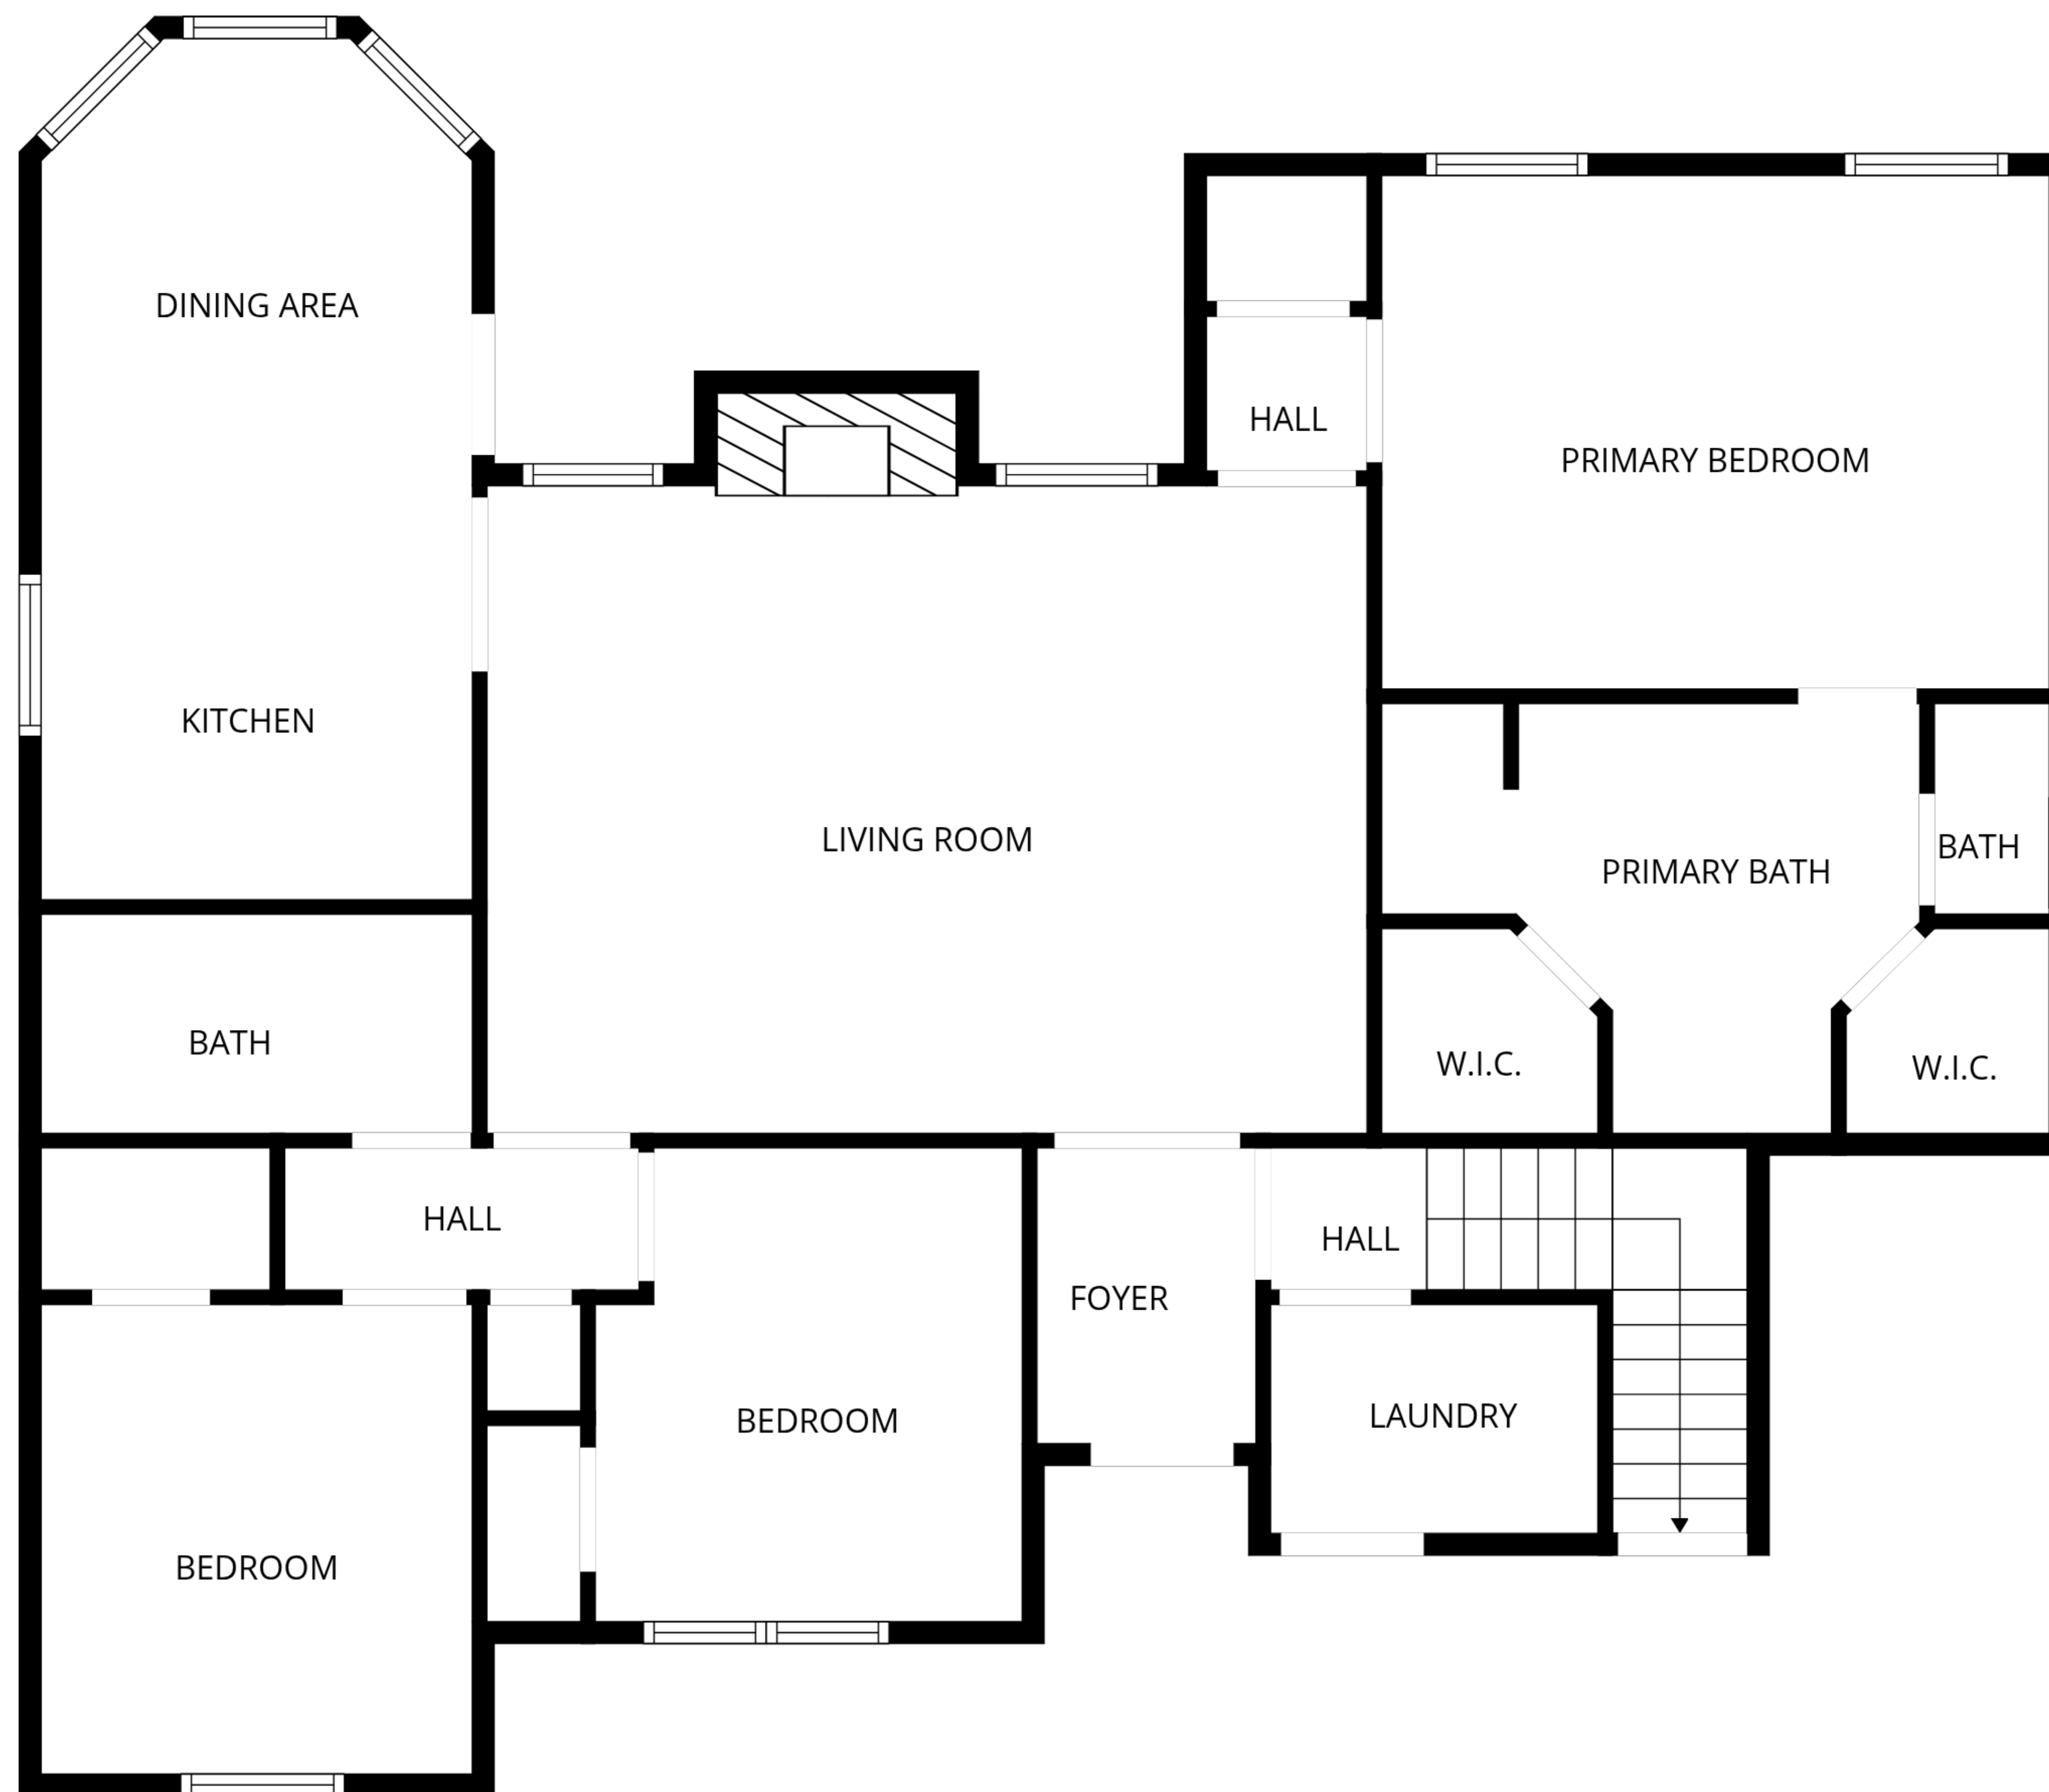 DINING AREA
HALL
PRIMARY BEDROOM
KITCHEN
LIVING ROOM
BATH
PRIMARY BATH
BATH
W.I.C.
W.I.C.
HALL
HALL
FOYER
LAUNDRY
BEDROOM
BEDROOM